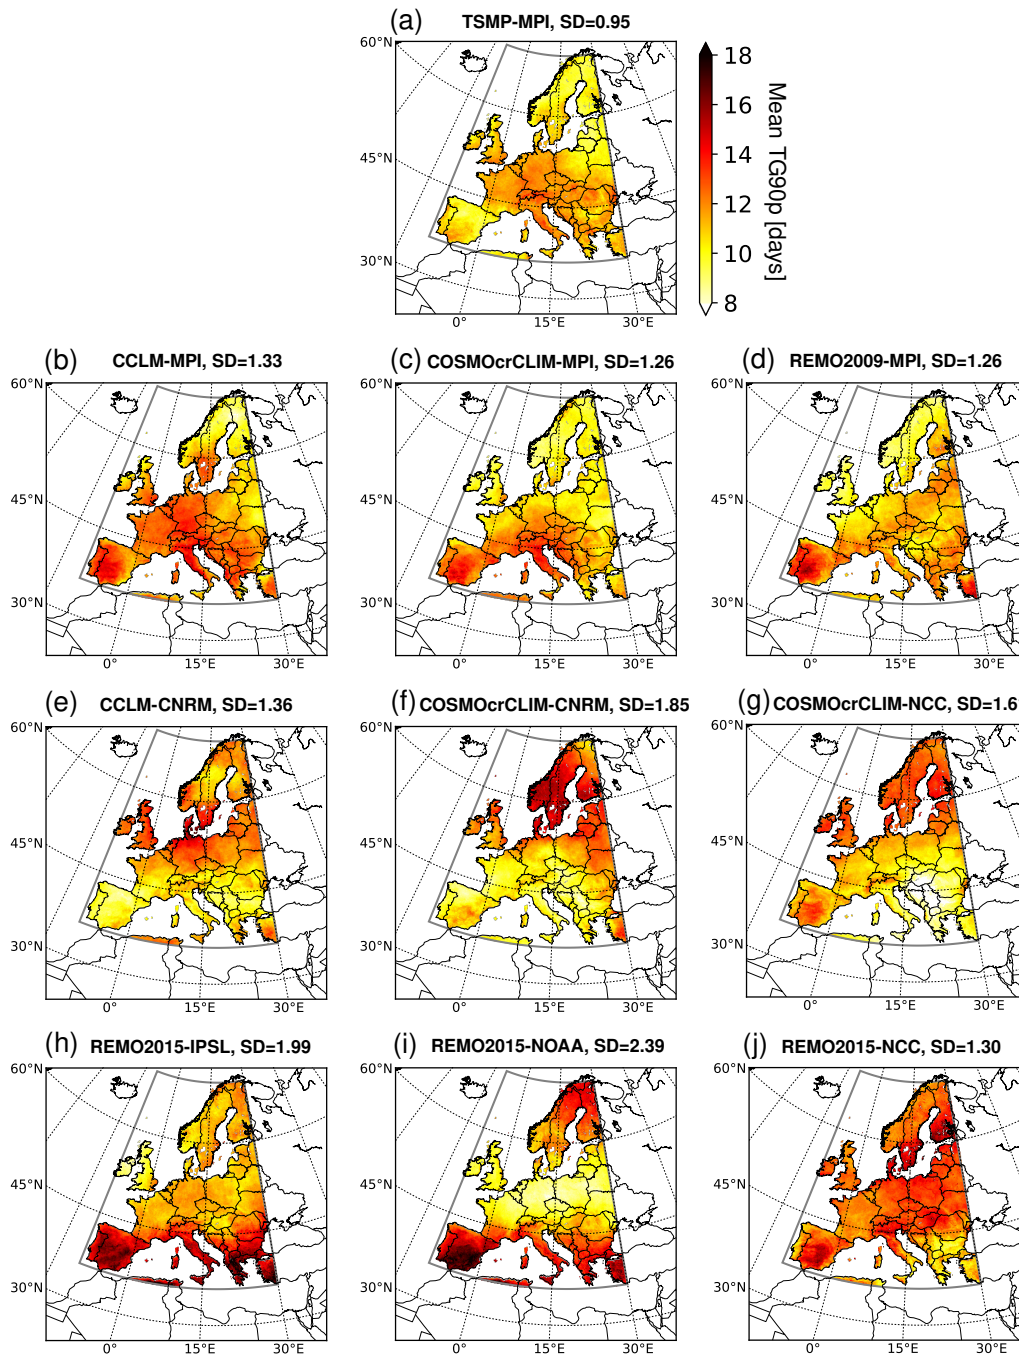 (a) TSMP-MPI, SD=0.95
60°N
45°N
30°N
0° 15°E 30°E
18
16
14
12
10
8
Mean TG90p [days]
(b) CCLM-MPI, SD=1.33
60°N
45°N
30°N
0° 15°E 30°E
(c) COSMOcrCLIM-MPI, SD=1.26
60°N
45°N
30°N
0° 15°E 30°E
(d) REMO2009-MPI, SD=1.26
60°N
45°N
30°N
0° 15°E 30°E
(e) CCLM-CNRM, SD=1.36
60°N
45°N
30°N
0° 15°E 30°E
(f) COSMOcrCLIM-CNRM, SD=1.85
60°N
45°N
30°N
0° 15°E 30°E
(g) COSMOcrCLIM-NCC, SD=1.6
60°N
45°N
30°N
0° 15°E 30°E
(h) REMO2015-IPSL, SD=1.99
60°N
45°N
30°N
0° 15°E 30°E
(i) REMO2015-NOAA, SD=2.39
60°N
45°N
30°N
0° 15°E 30°E
(j) REMO2015-NCC, SD=1.30
60°N
45°N
30°N
0° 15°E 30°E